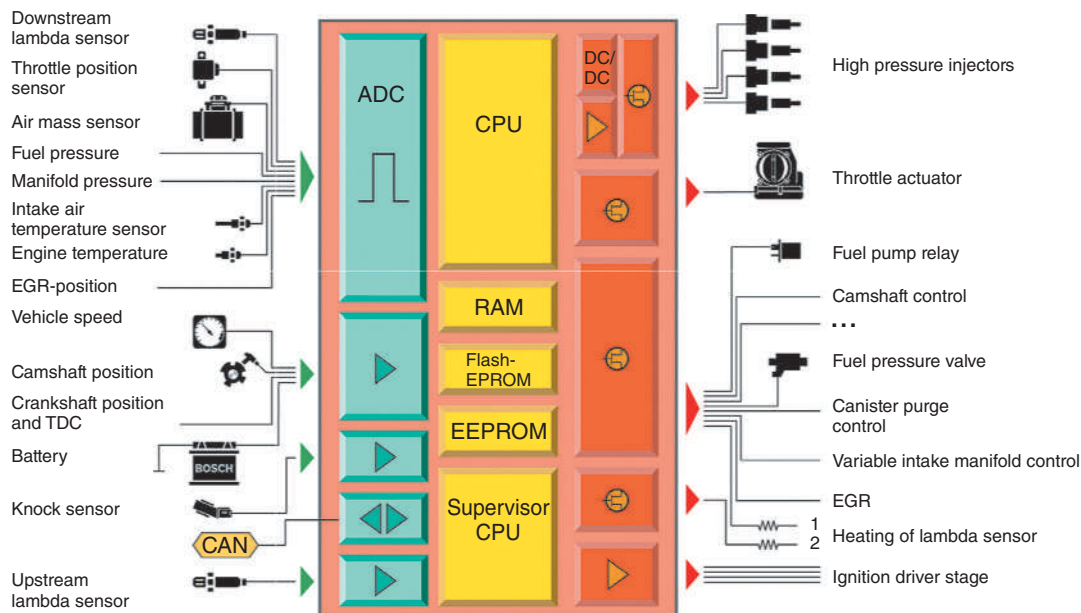 Downstream
lambda sensor
Throttle position
sensor
Air mass sensor
Fuel pressure
Manifold pressure
Intake air
temperature sensor
Engine temperature
EGR-position
Vehicle speed
Camshaft position
Crankshaft position
and TDC
Battery
BOSCH
Knock sensor
CAN
Upstream
lambda sensor
ADC
CPU
RAM
Flash-
EPROM
EEPROM
Supervisor
CPU
DC/
DC
High pressure injectors
Throttle actuator
Fuel pump relay
Camshaft control
...
Fuel pressure valve
Canister purge
control
Variable intake manifold control
EGR
1
2
Heating of lambda sensor
Ignition driver stage